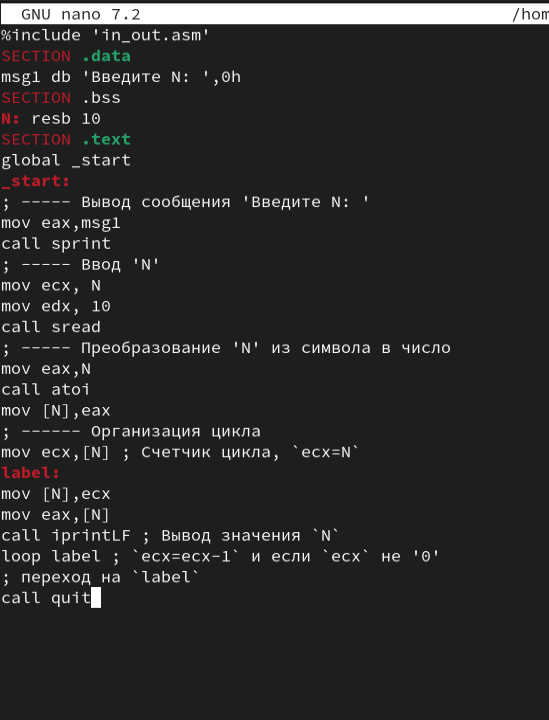 GNU nano 7.2 /hom
%include 'in_out.asm'
SECTION .data
msg1 db 'Введите N: ',0h
SECTION .bss
N: resb 10
SECTION .text
global _start
_start:
; ----- Вывод сообщения 'Введите N: '
mov eax,msg1
call sprint
; ----- Ввод 'N'
mov ecx, N
mov edx, 10
call sread
; ----- Преобразование 'N' из символа в число
mov eax,N
call atoi
mov [N],eax
; ------ Организация цикла
mov ecx,[N] ; Счетчик цикла, `ecx=N`
label:
mov [N],ecx
mov eax,[N]
call iprintLF ; Вывод значения `N`
loop label ; `ecx=ecx-1` и если `ecx` не '0'
; переход на `label`
call quit